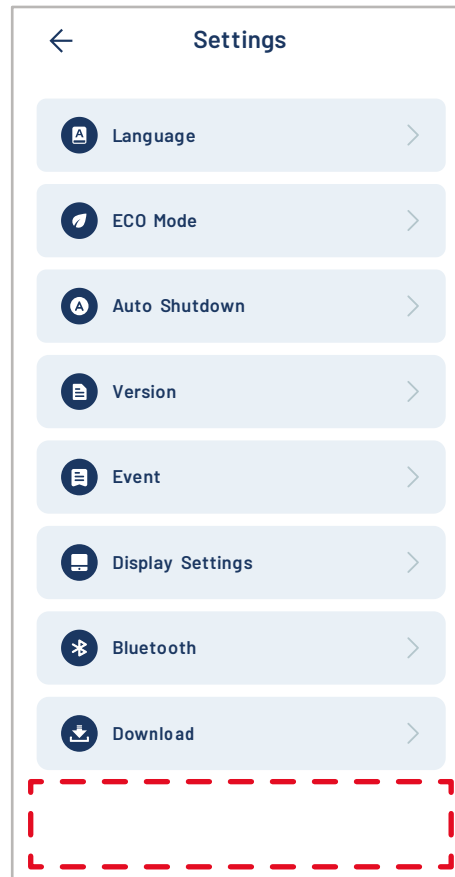 Settings
Language
ECO Mode
Auto Shutdown
Version
Event
Display Settings
Bluetooth
Download